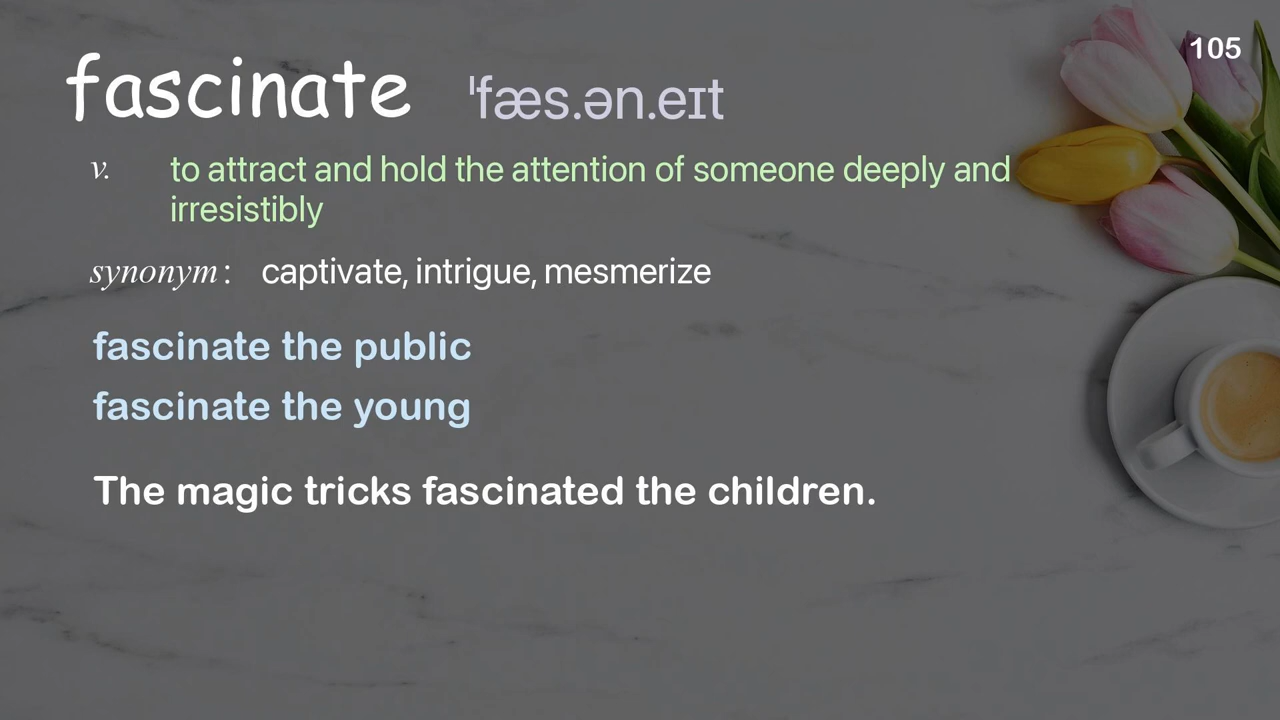 105
fascinate ˈfæs.ən.eɪt
v. to attract and hold the attention of someone deeply and
irresistibly
synonym: captivate, intrigue, mesmerize
fascinate the public
fascinate the young
The magic tricks fascinated the children.